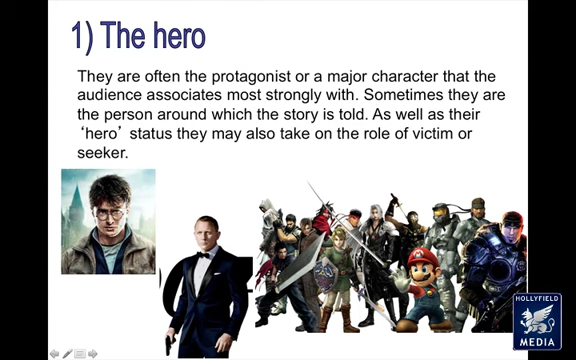 1) The hero
They are often the protagonist or a major character that the
audience associates most strongly with. Sometimes they are
the person around which the story is told. As well as their
‘hero’ status they may also take on the role of victim or
seeker.
HOLLYFIELD
MEDIA